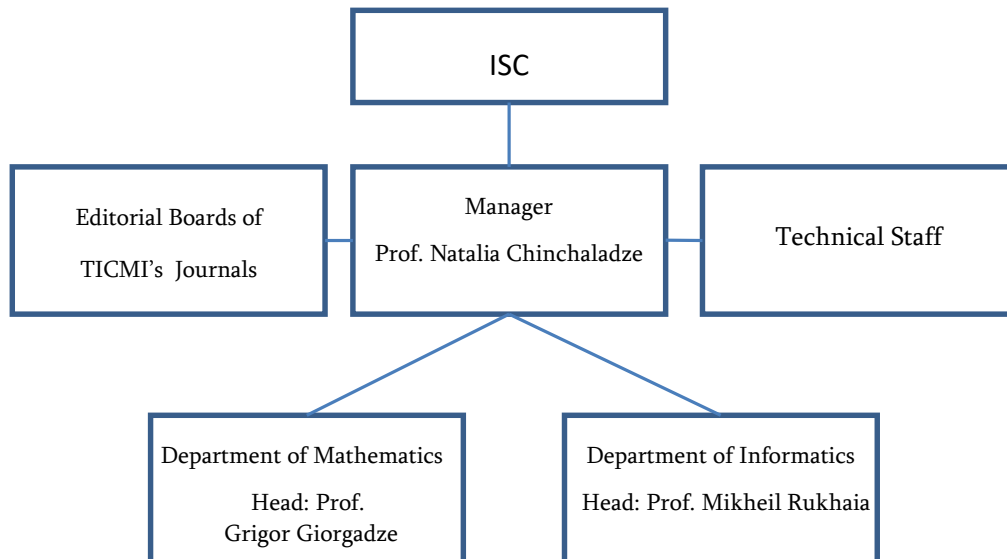 ISC
Editorial Boards of
TICMI's Journals
Manager
Prof. Natalia Chinchaladze
Technical Staff
Department of Mathematics
Head: Prof.
Grigor Giorgadze
Department of Informatics
Head: Prof. Mikheil Rukhaia